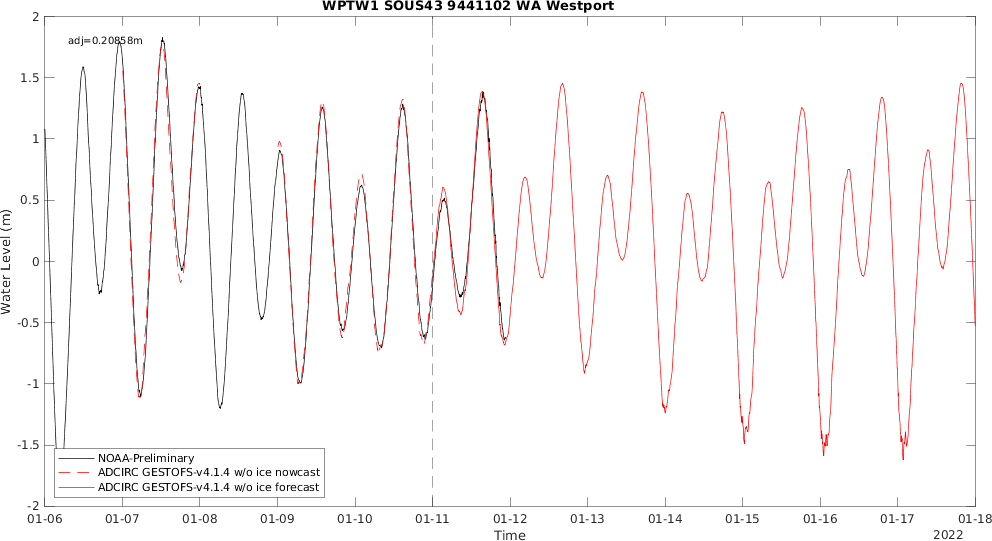 WPTW1 SOUS43 9441102 WA Westport
adj=0.20858m
2
1.5
1
0.5
0
-0.5
-1
-1.5
-2
Water Level (m)
NOAA-Preliminary
ADCIRC GESTOFS-v4.1.4 w/o ice nowcast
ADCIRC GESTOFS-v4.1.4 w/o ice forecast
01-06 01-07 01-08 01-09 01-10 01-11 01-12 01-13 01-14 01-15 01-16 01-17 01-18
Time
2022